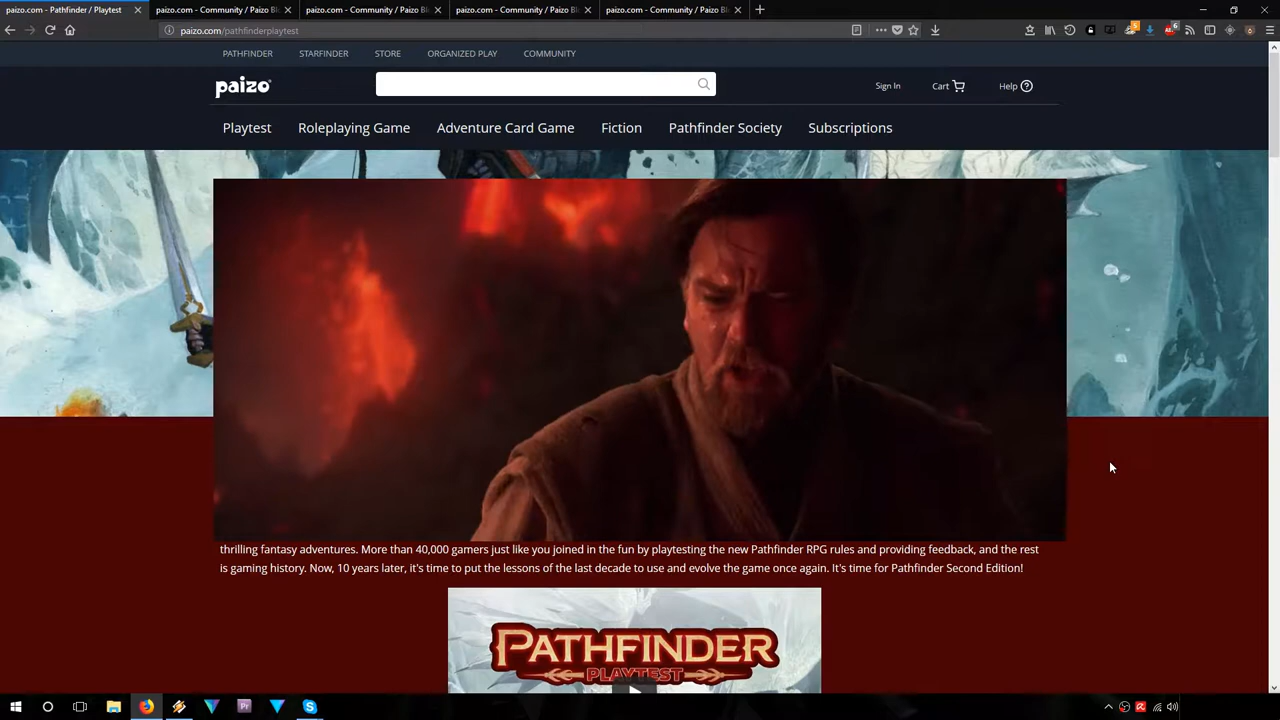 paizo.com - Pathfinder / Playtest
paizo.com - Community / Paizo Bl
paizo.com - Community / Paizo Bl
paizo.com - Community / Paizo Bl
paizo.com - Community / Paizo Bl
paizo.com/pathfinderplaytest
PATHFINDER STARFINDER STORE ORGANIZED PLAY COMMUNITY
paizo Sign In Cart Help
Playtest Roleplaying Game Adventure Card Game Fiction Pathfinder Society Subscriptions
thrilling fantasy adventures. More than 40,000 gamers just like you joined in the fun by playtesting the new Pathfinder RPG rules and providing feedback, and the rest
is gaming history. Now, 10 years later, it's time to put the lessons of the last decade to use and evolve the game once again. It's time for Pathfinder Second Edition!
PATHFINDER
PLAYTEST